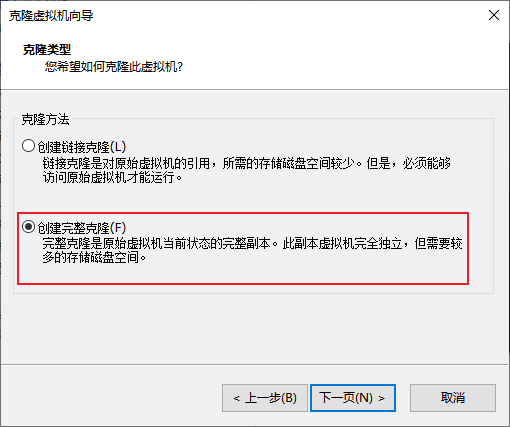 克隆虚拟机向导
克隆类型
您希望如何克隆此虚拟机?
克隆方法
创建链接克隆(L)
链接克隆是对原始虚拟机的引用，所需的存储磁盘空间较少。但是，必须能够
访问原始虚拟机才能运行。
创建完整克隆(F)
完整克隆是原始虚拟机当前状态的完整副本。此副本虚拟机完全独立，但需要较
多的存储磁盘空间。
< 上一步(B)
下一页(N) >
取消